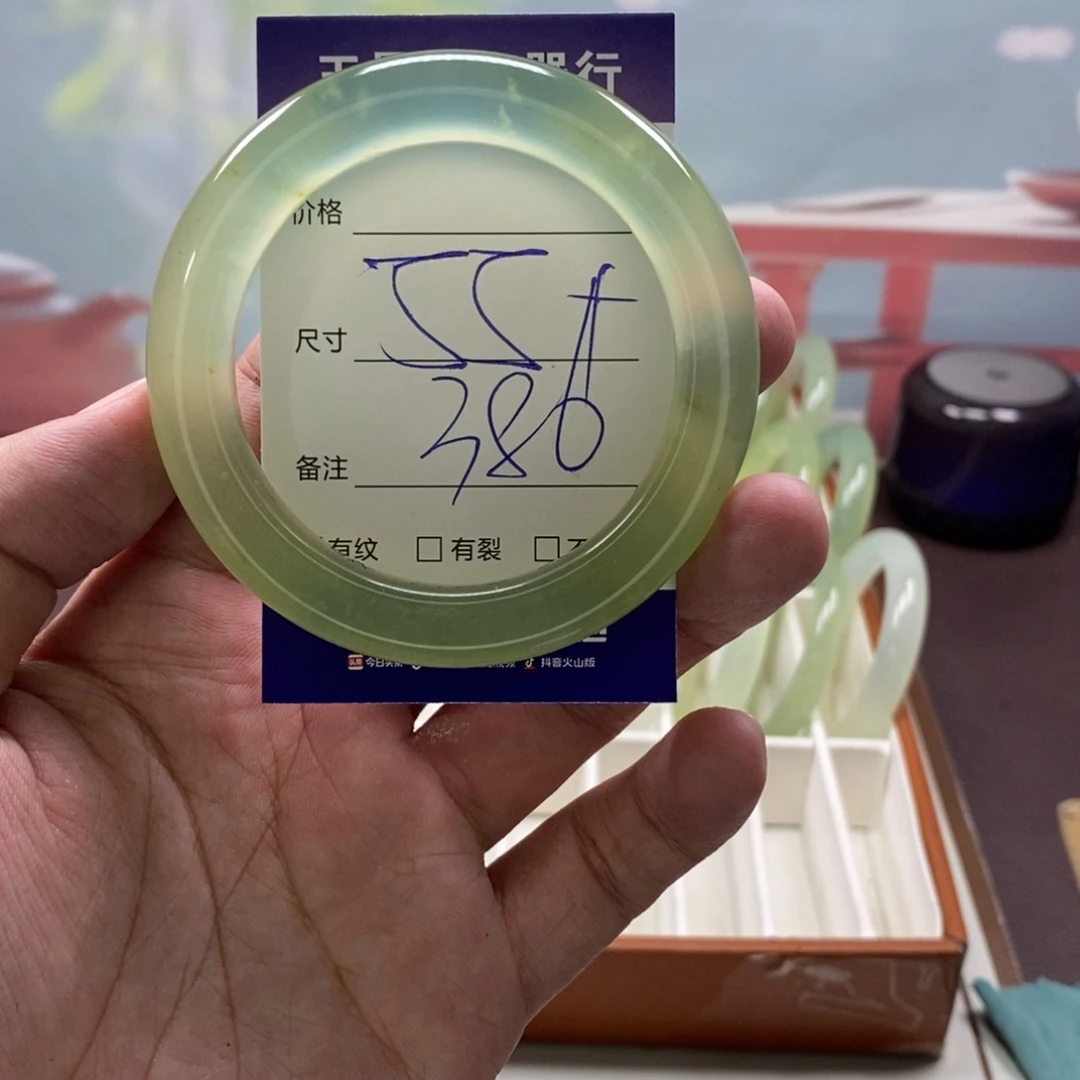 价格
尺寸 55
386
备注
有纹 □ 有裂 □
今日头条 抖音火山版